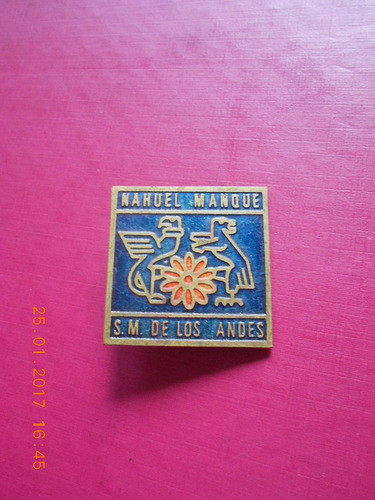 NAHUEL MANQUE
S.M. DE LOS ANDES
25.01.2017 16:45